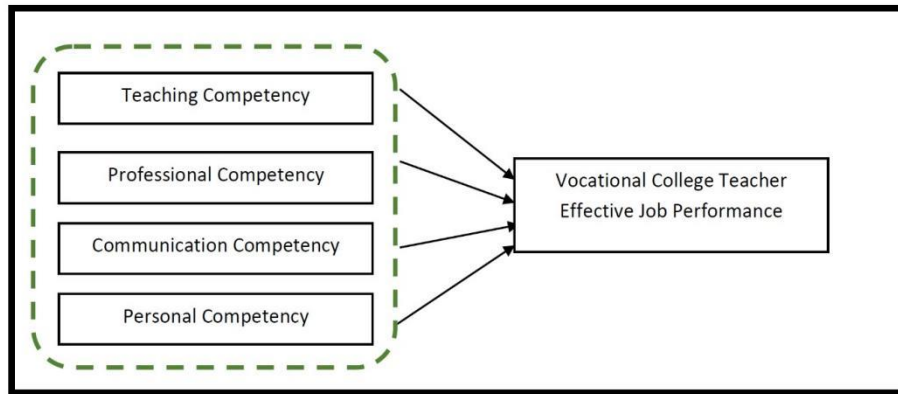 Teaching Competency
Professional Competency
Communication Competency
Personal Competency
Vocational College Teacher
Effective Job Performance